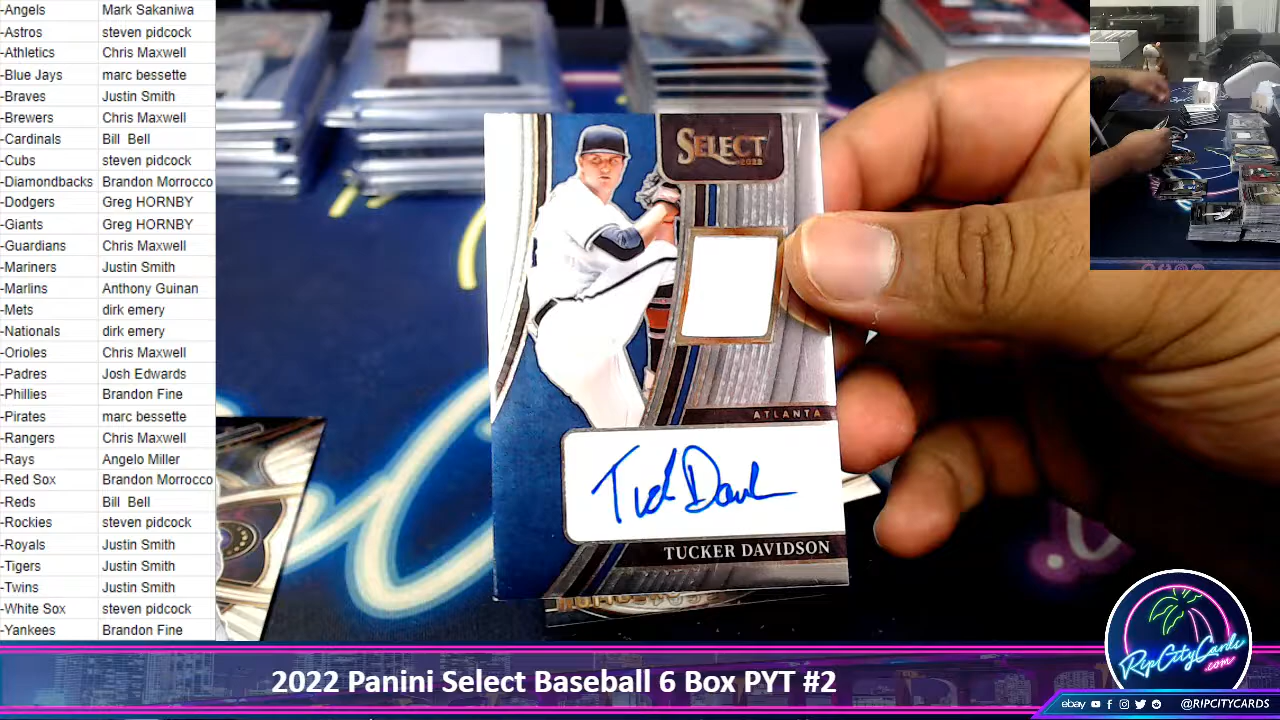 -Angels Mark Sakaniwa
-Astros steven pidcock
-Athletics Chris Maxwell
-Blue Jays marc bessette
-Braves Justin Smith
-Brewers Chris Maxwell
-Cardinals Bill Bell
-Cubs steven pidcock
-Diamondbacks Brandon Morrocco
-Dodgers Greg HORNBY
-Giants Greg HORNBY
-Guardians Chris Maxwell
-Mariners Justin Smith
-Marlins Anthony Guinan
-Mets dirk emery
-Nationals dirk emery
-Orioles Chris Maxwell
-Padres Josh Edwards
-Phillies Brandon Fine
-Pirates marc bessette
-Rangers Chris Maxwell
-Rays Angelo Miller
-Red Sox Brandon Morrocco
-Reds Bill Bell
-Rockies steven pidcock
-Royals Justin Smith
-Tigers Justin Smith
-Twins Justin Smith
-White Sox steven pidcock
-Yankees Brandon Fine
SELECT
2022
ATLANTA
TUCKER DAVIDSON
RipCityCards
.com
2022 Panini Select Baseball 6 Box PYT #2
ebay @RIPCITYCARDS